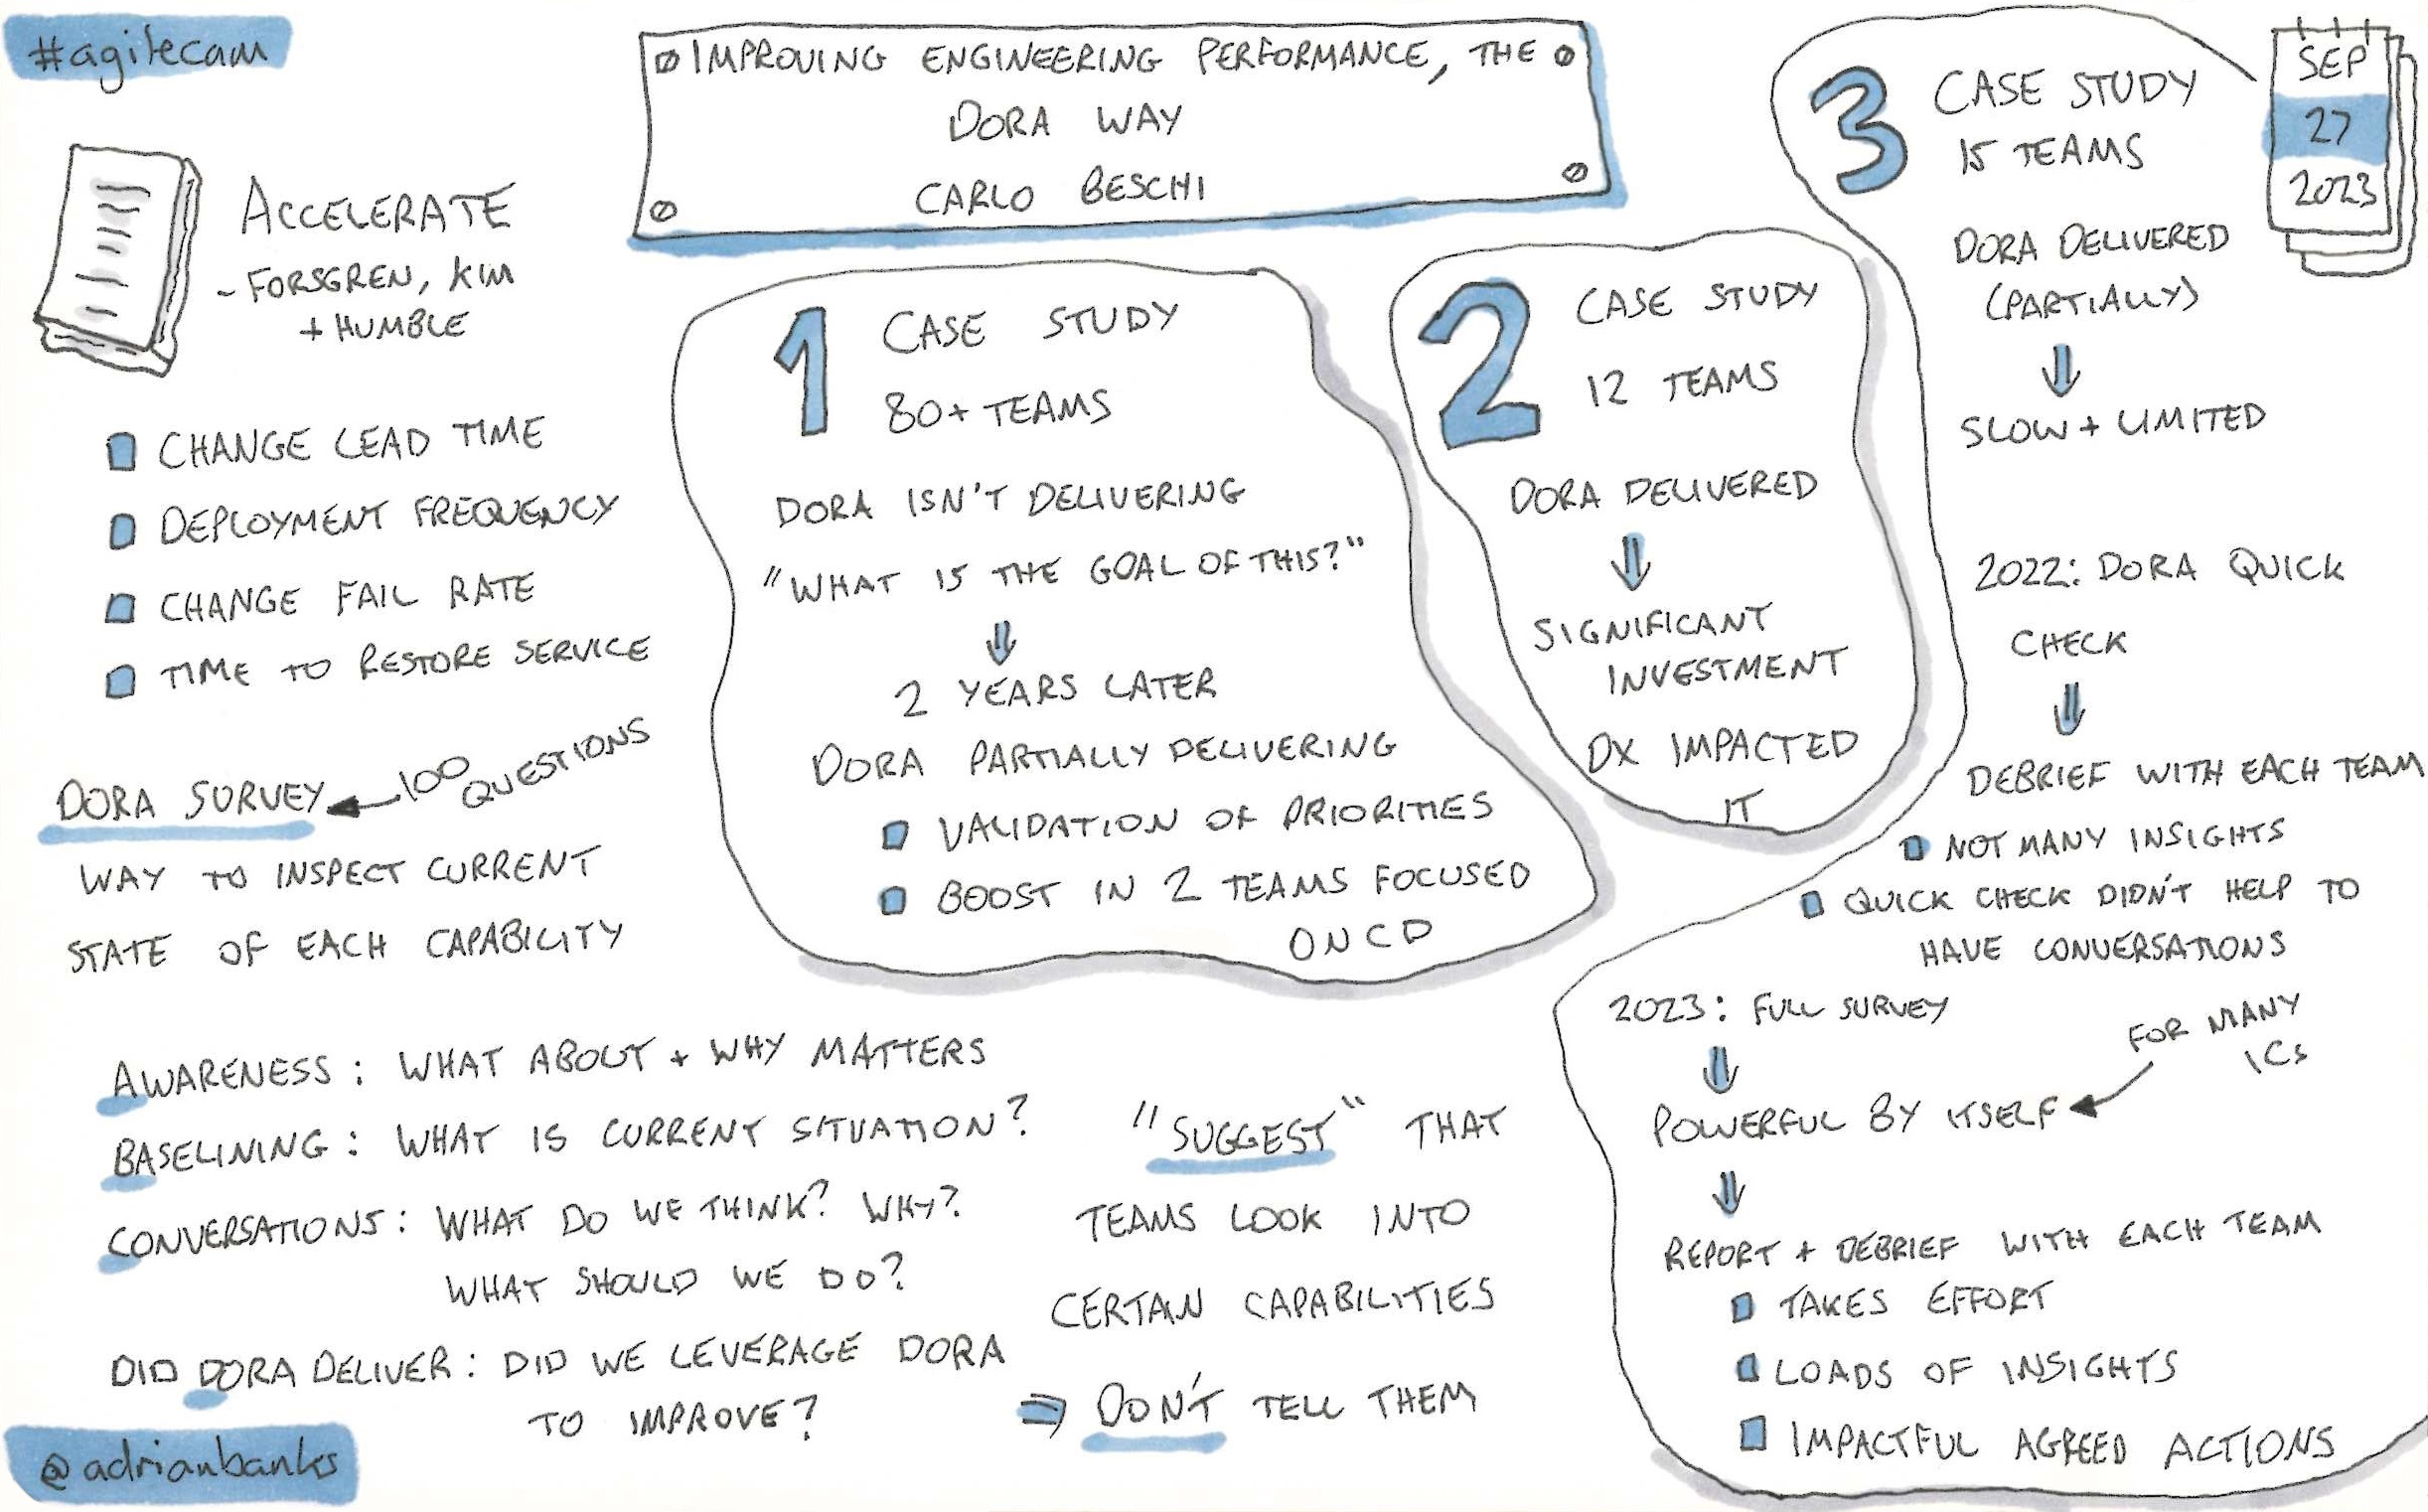 #agilecam
IMPROVING ENGINEERING PERFORMANCE, THE
DORA WAY
CARLO BESCHI
SEP
27
2023
ACCELERATE
- FORSGREN, KIM
+ HUMBLE
CHANGE LEAD TIME
DEPLOYMENT FREQUENCY
CHANGE FAIL RATE
TIME TO RESTORE SERVICE
DORA SURVEY
100 QUESTIONS
WAY TO INSPECT CURRENT
STATE OF EACH CAPABILITY
AWARENESS: WHAT ABOUT + WHY MATTERS
BASELINING: WHAT IS CURRENT SITUATION?
CONVERSATIONS: WHAT DO WE THINK? WHY?
WHAT SHOULD WE DO?
DID DORA DELIVER: DID WE LEVERAGE DORA
TO IMPROVE?
@adrianbanks
1 CASE STUDY
80+ TEAMS
DORA ISN'T DELIVERING
"WHAT IS THE GOAL OF THIS?"
2 YEARS LATER
DORA PARTIALLY DELIVERING
VALIDATION OF PRIORITIES
BOOST IN 2 TEAMS FOCUSED
ON CD
"SUGGEST" THAT
TEAMS LOOK INTO
CERTAIN CAPABILITIES
DON'T TELL THEM
2 CASE STUDY
12 TEAMS
DORA DELIVERED
SIGNIFICANT
INVESTMENT
DX IMPACTED
IT
3 CASE STUDY
15 TEAMS
DORA DELIVERED
(PARTIALLY)
SLOW + LIMITED
2022: DORA QUICK
CHECK
DEBRIEF WITH EACH TEAM
NOT MANY INSIGHTS
QUICK CHECK DIDN'T HELP TO
HAVE CONVERSATIONS
2023: FULL SURVEY
FOR MANY
ICs
POWERFUL BY ITSELF
REPORT + DEBRIEF WITH EACH TEAM
TAKES EFFORT
LOADS OF INSIGHTS
IMPACTFUL AGREED ACTIONS